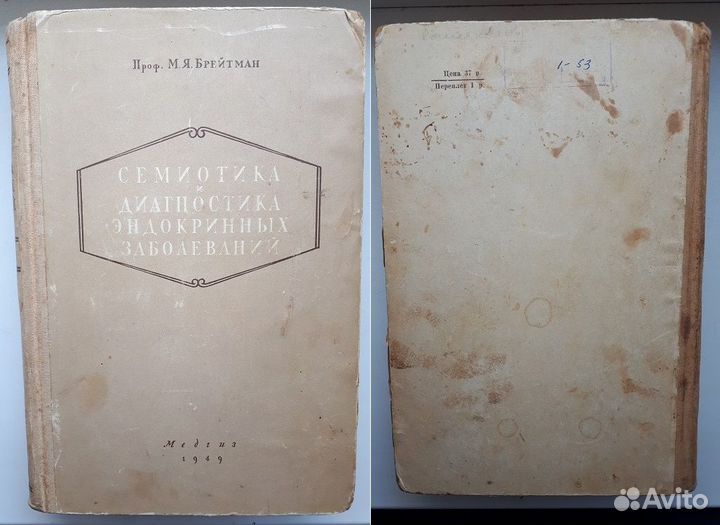 Проф. М.Я.Брейтман
СЕМИОТИКА
и
ДИАГНОСТИКА
ЭНДОКРИННЫХ
ЗАБОЛЕВАНИЙ
Медгиз
1949
Цена 37 р.
Переплет 1 р.
1-53
Avito